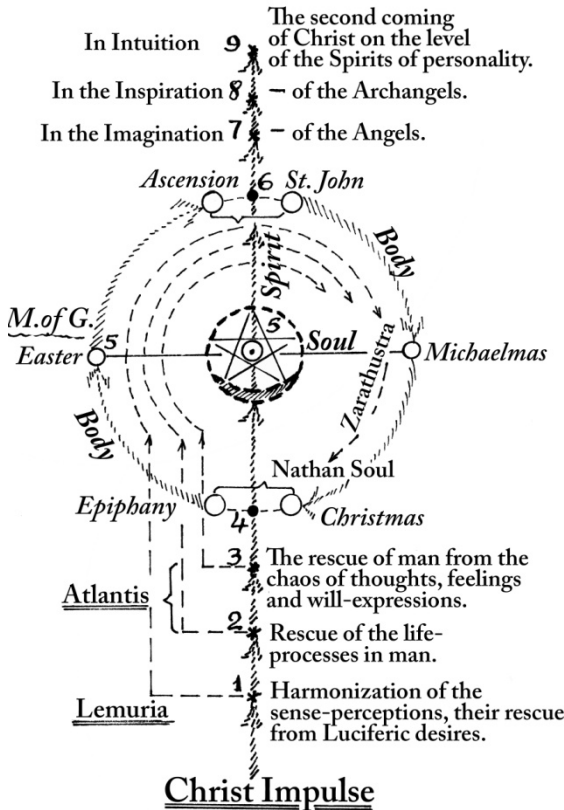 The second coming
In Intuition 9 of Christ on the level
of the Spirits of personality.
In the Inspiration 8 – of the Archangels.
In the Imagination 7 – of the Angels.
Ascension 6 St. John
Spirit
Body
M. of G.
5
5
Easter
Soul
Michaelmas
Zarathustra
Body
Nathan Soul
Epiphany
4
Christmas
3 The rescue of man from the
chaos of thoughts, feelings
and will-expressions.
Atlantis
2 Rescue of the life-
processes in man.
1 Harmonization of the
Lemuria
sense-perceptions, their rescue
from Luciferic desires.
Christ Impulse